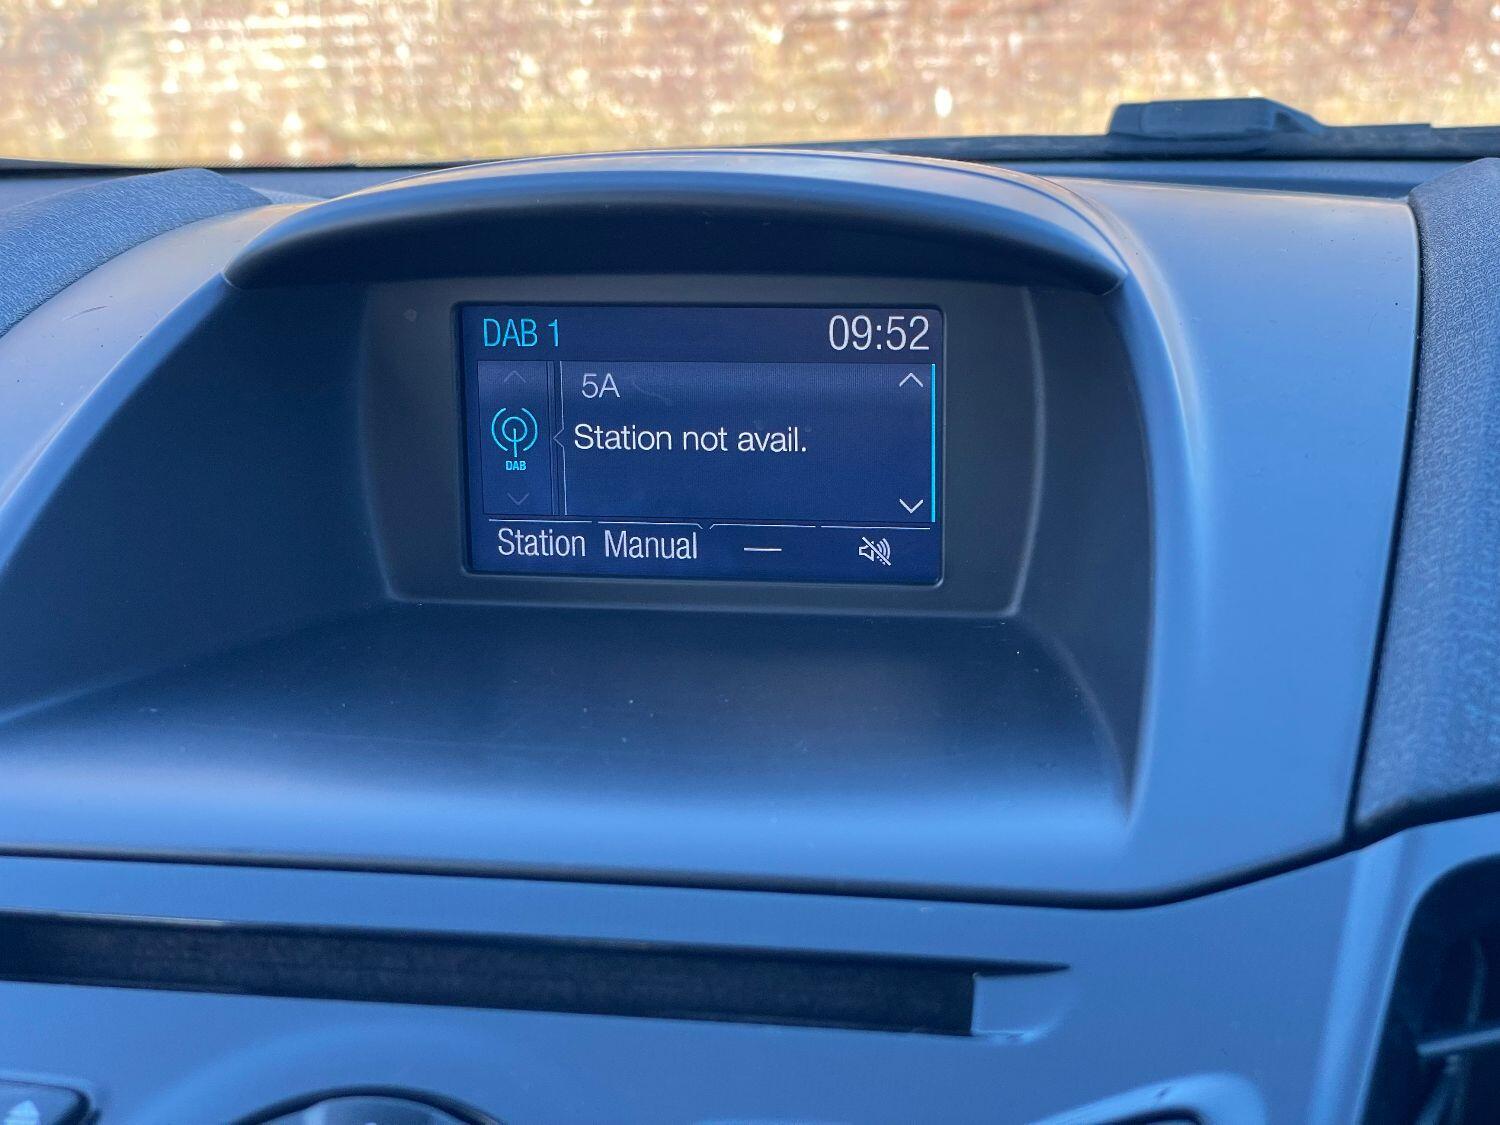 DAB 1 09:52
5A
DAB
Station not avail.
Station Manual